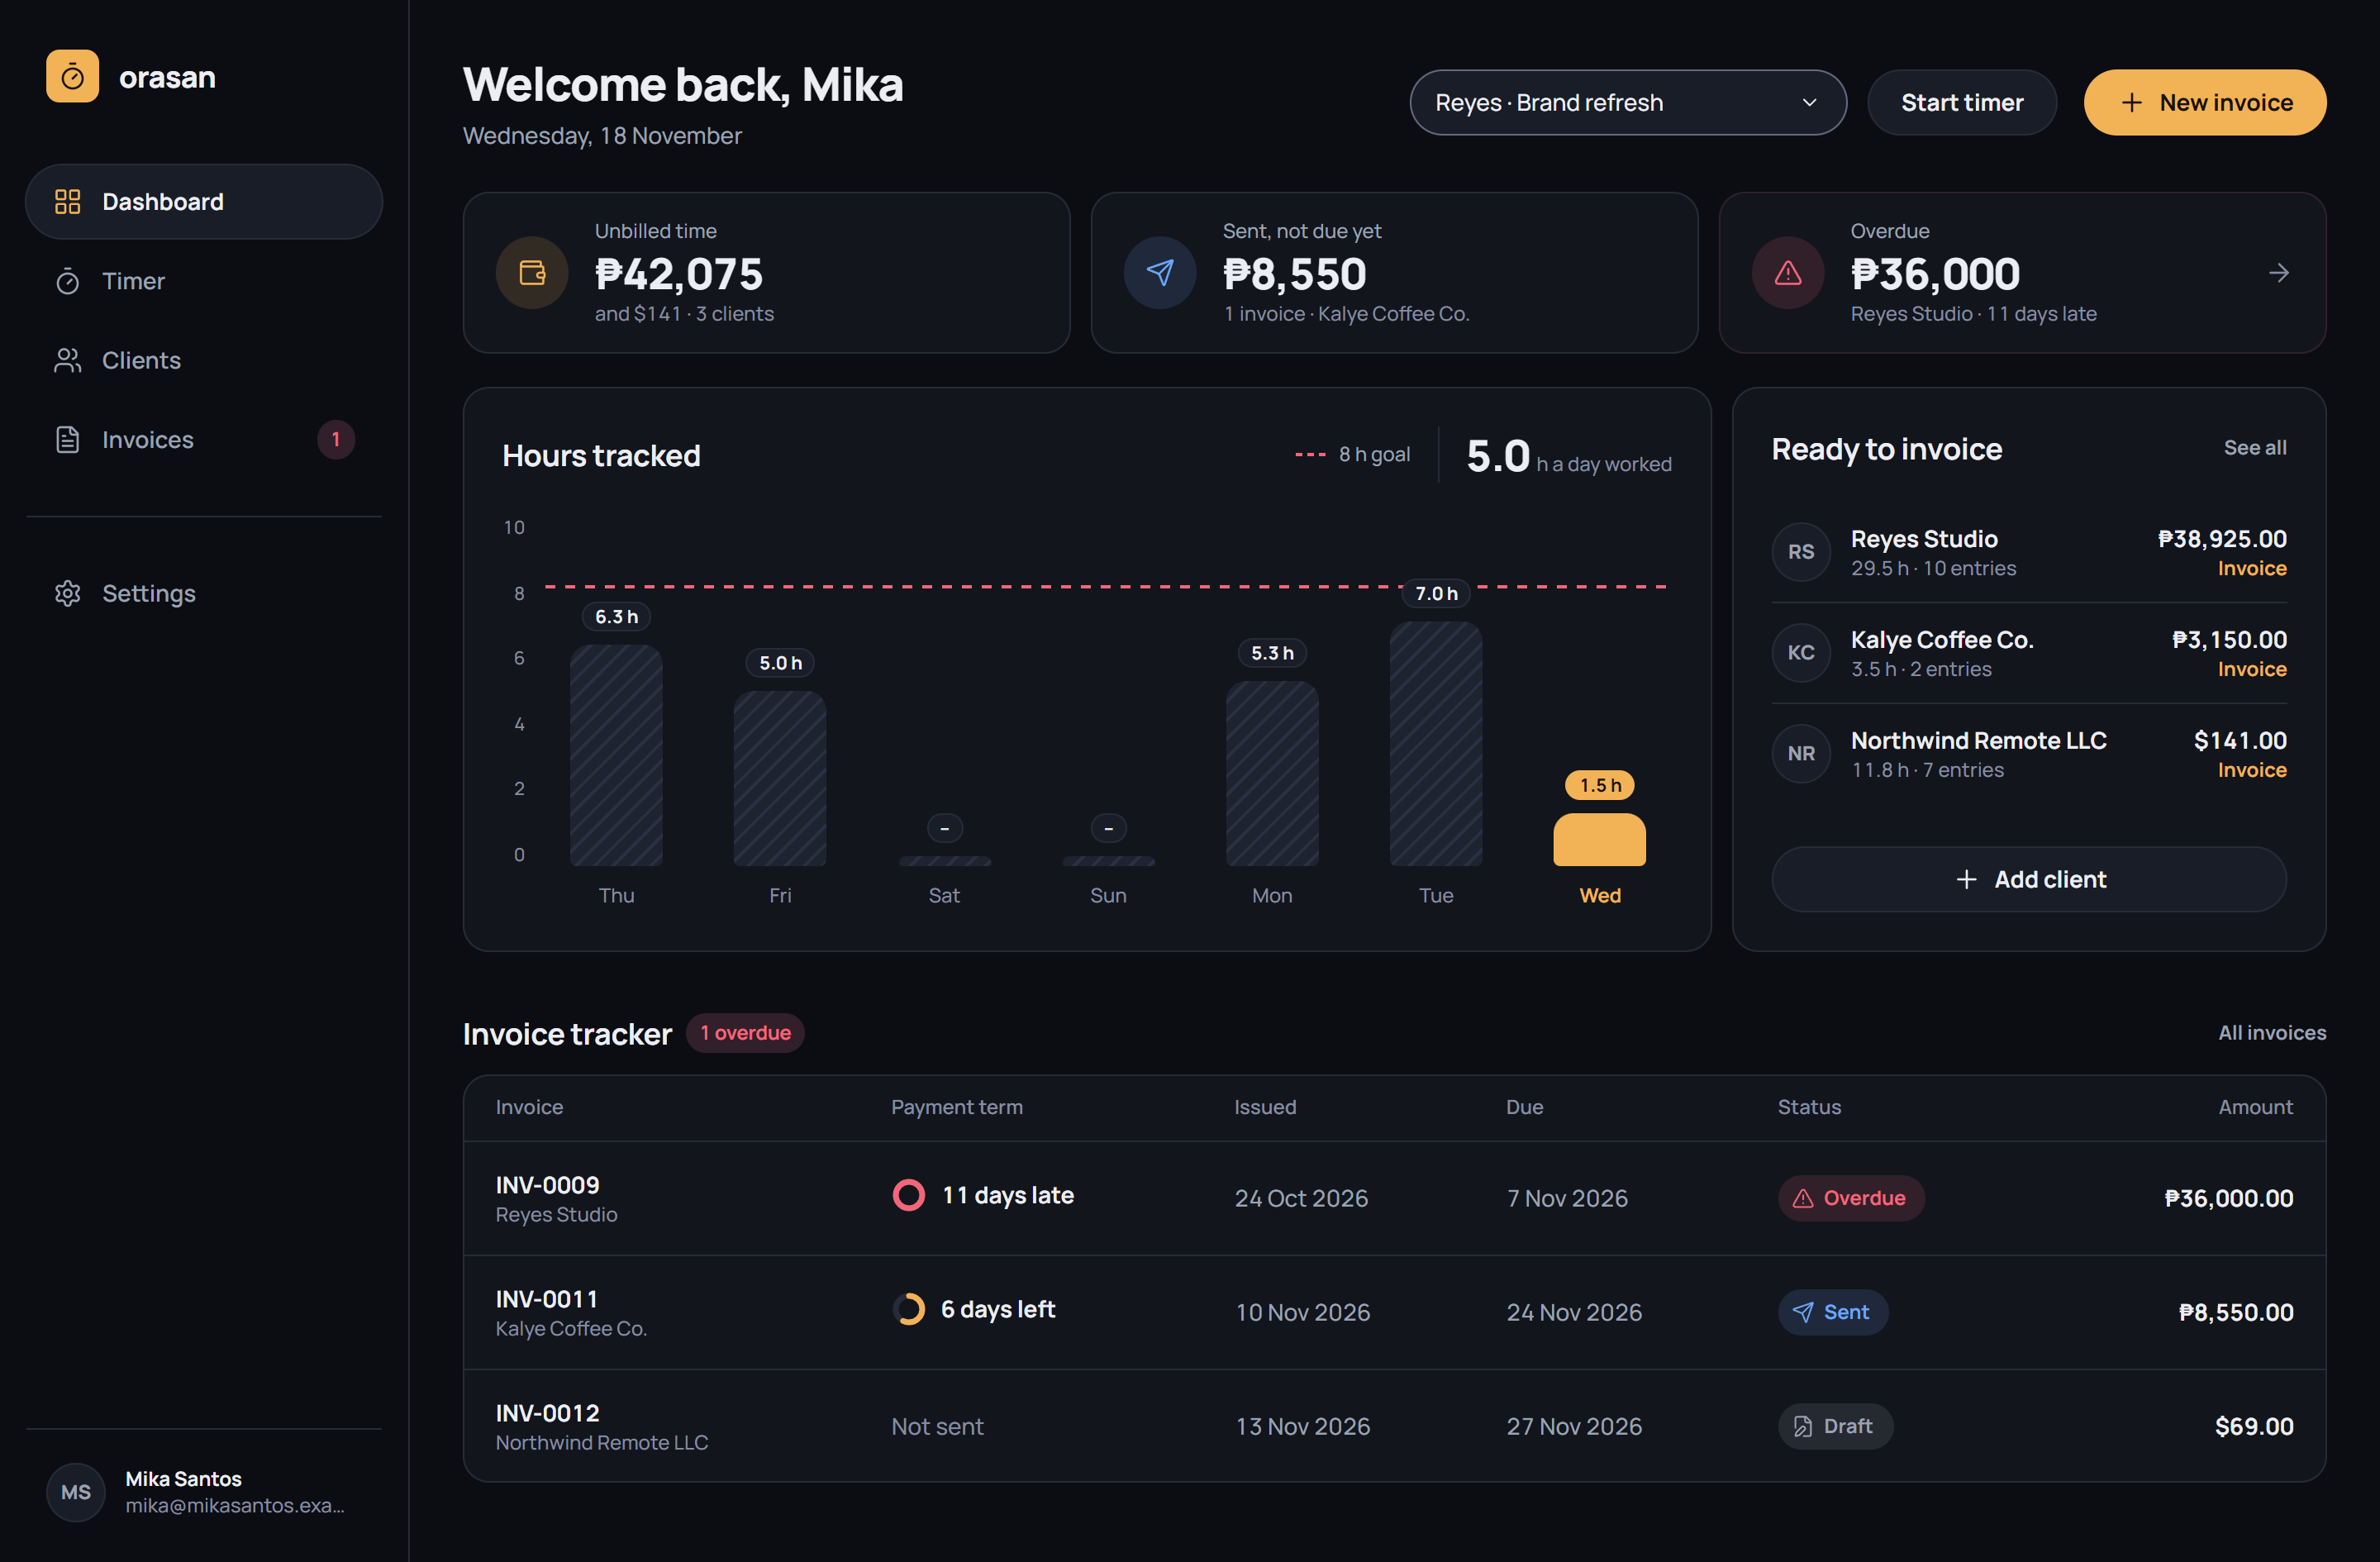 orasan
Dashboard
Timer
Clients
Invoices 1
Settings
MS
Mika Santos
mika@mikasantos.exa...
Welcome back, Mika
Wednesday, 18 November
Reyes · Brand refresh
Start timer
New invoice
Unbilled time
₱42,075
and $141 · 3 clients
Sent, not due yet
₱8,550
1 invoice · Kalye Coffee Co.
Overdue
₱36,000
Reyes Studio · 11 days late
Hours tracked
8 h goal
5.0 h a day worked
10
8
6
4
2
0
6.3 h
5.0 h
–
–
5.3 h
7.0 h
1.5 h
Thu
Fri
Sat
Sun
Mon
Tue
Wed
Ready to invoice
See all
RS
Reyes Studio
₱38,925.00
29.5 h · 10 entries
Invoice
KC
Kalye Coffee Co.
₱3,150.00
3.5 h · 2 entries
Invoice
NR
Northwind Remote LLC
$141.00
11.8 h · 7 entries
Invoice
Add client
Invoice tracker
1 overdue
All invoices
Invoice Payment term Issued Due Status Amount
INV-0009
Reyes Studio
11 days late
24 Oct 2026
7 Nov 2026
Overdue
₱36,000.00
INV-0011
Kalye Coffee Co.
6 days left
10 Nov 2026
24 Nov 2026
Sent
₱8,550.00
INV-0012
Northwind Remote LLC
Not sent
13 Nov 2026
27 Nov 2026
Draft
$69.00